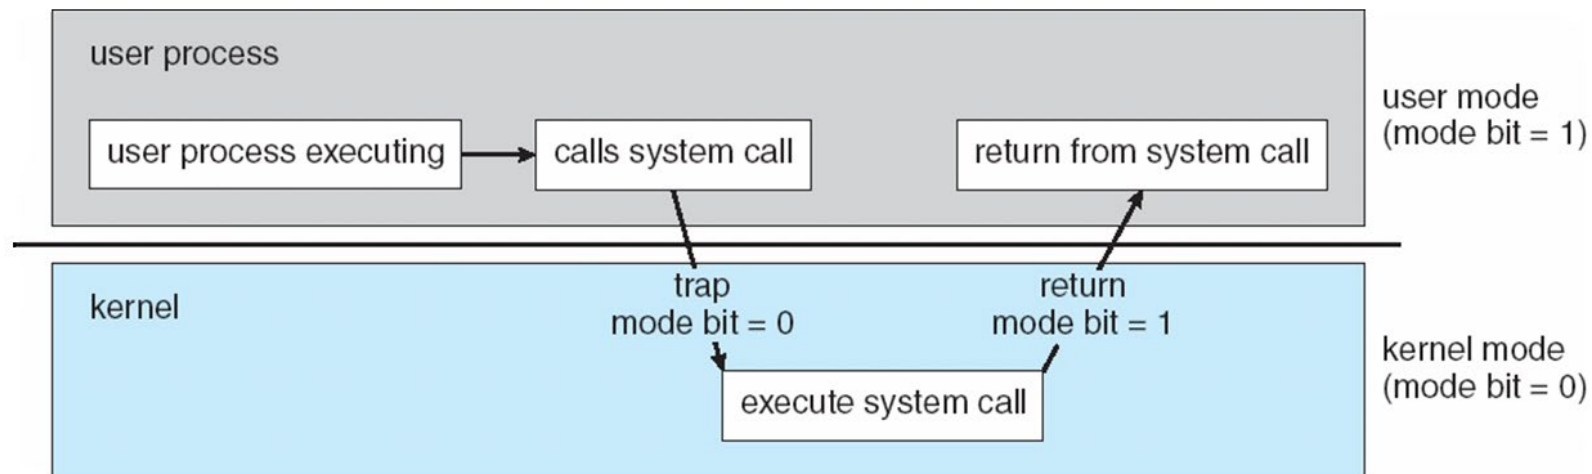 user process
user process executing
calls system call
return from system call
user mode
(mode bit = 1)
kernel
trap
mode bit = 0
return
mode bit = 1
execute system call
kernel mode
(mode bit = 0)